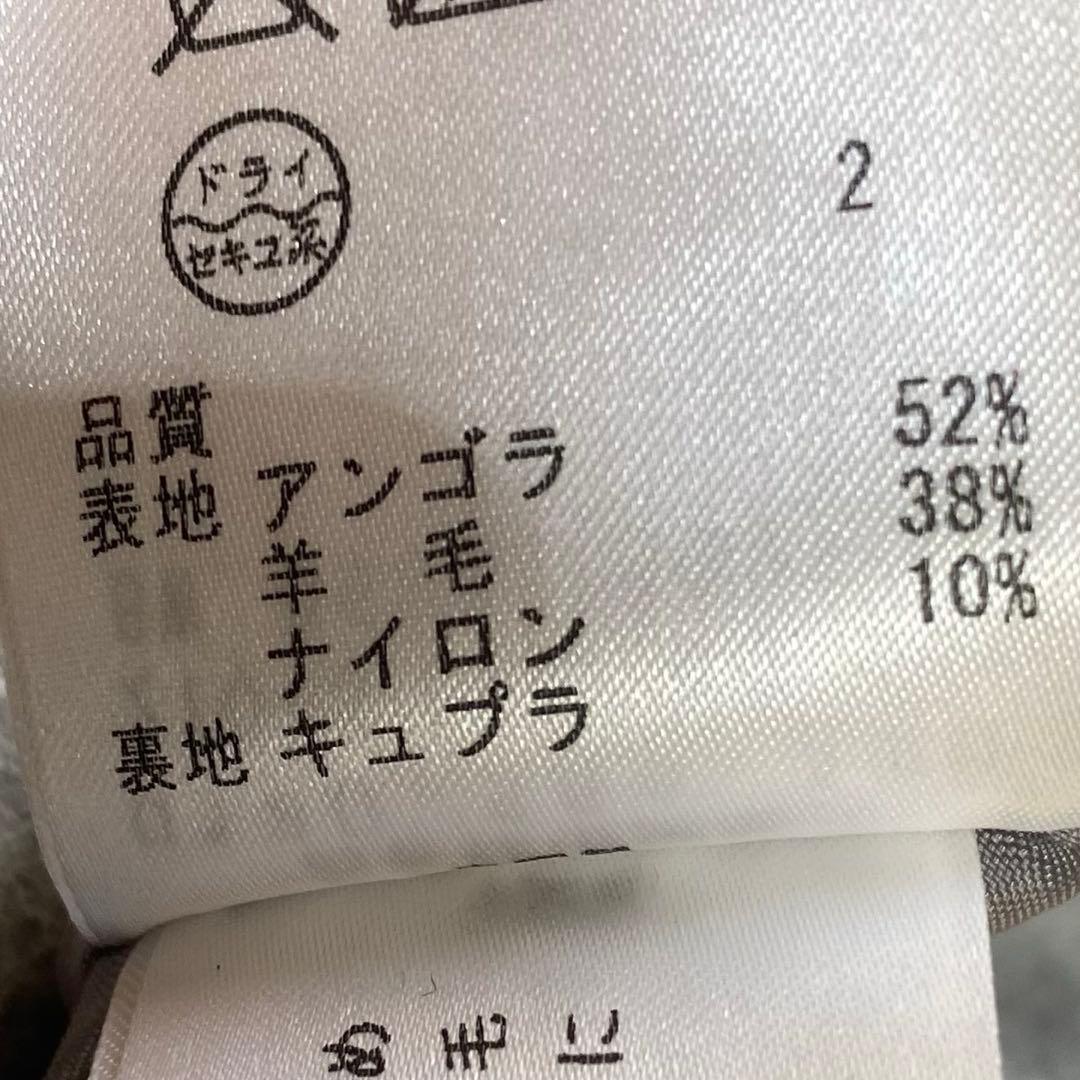 ドライ
セキユ系
2
品質
表地 アンゴラ 52%
羊毛 38%
ナイロン 10%
裏地 キュプラ